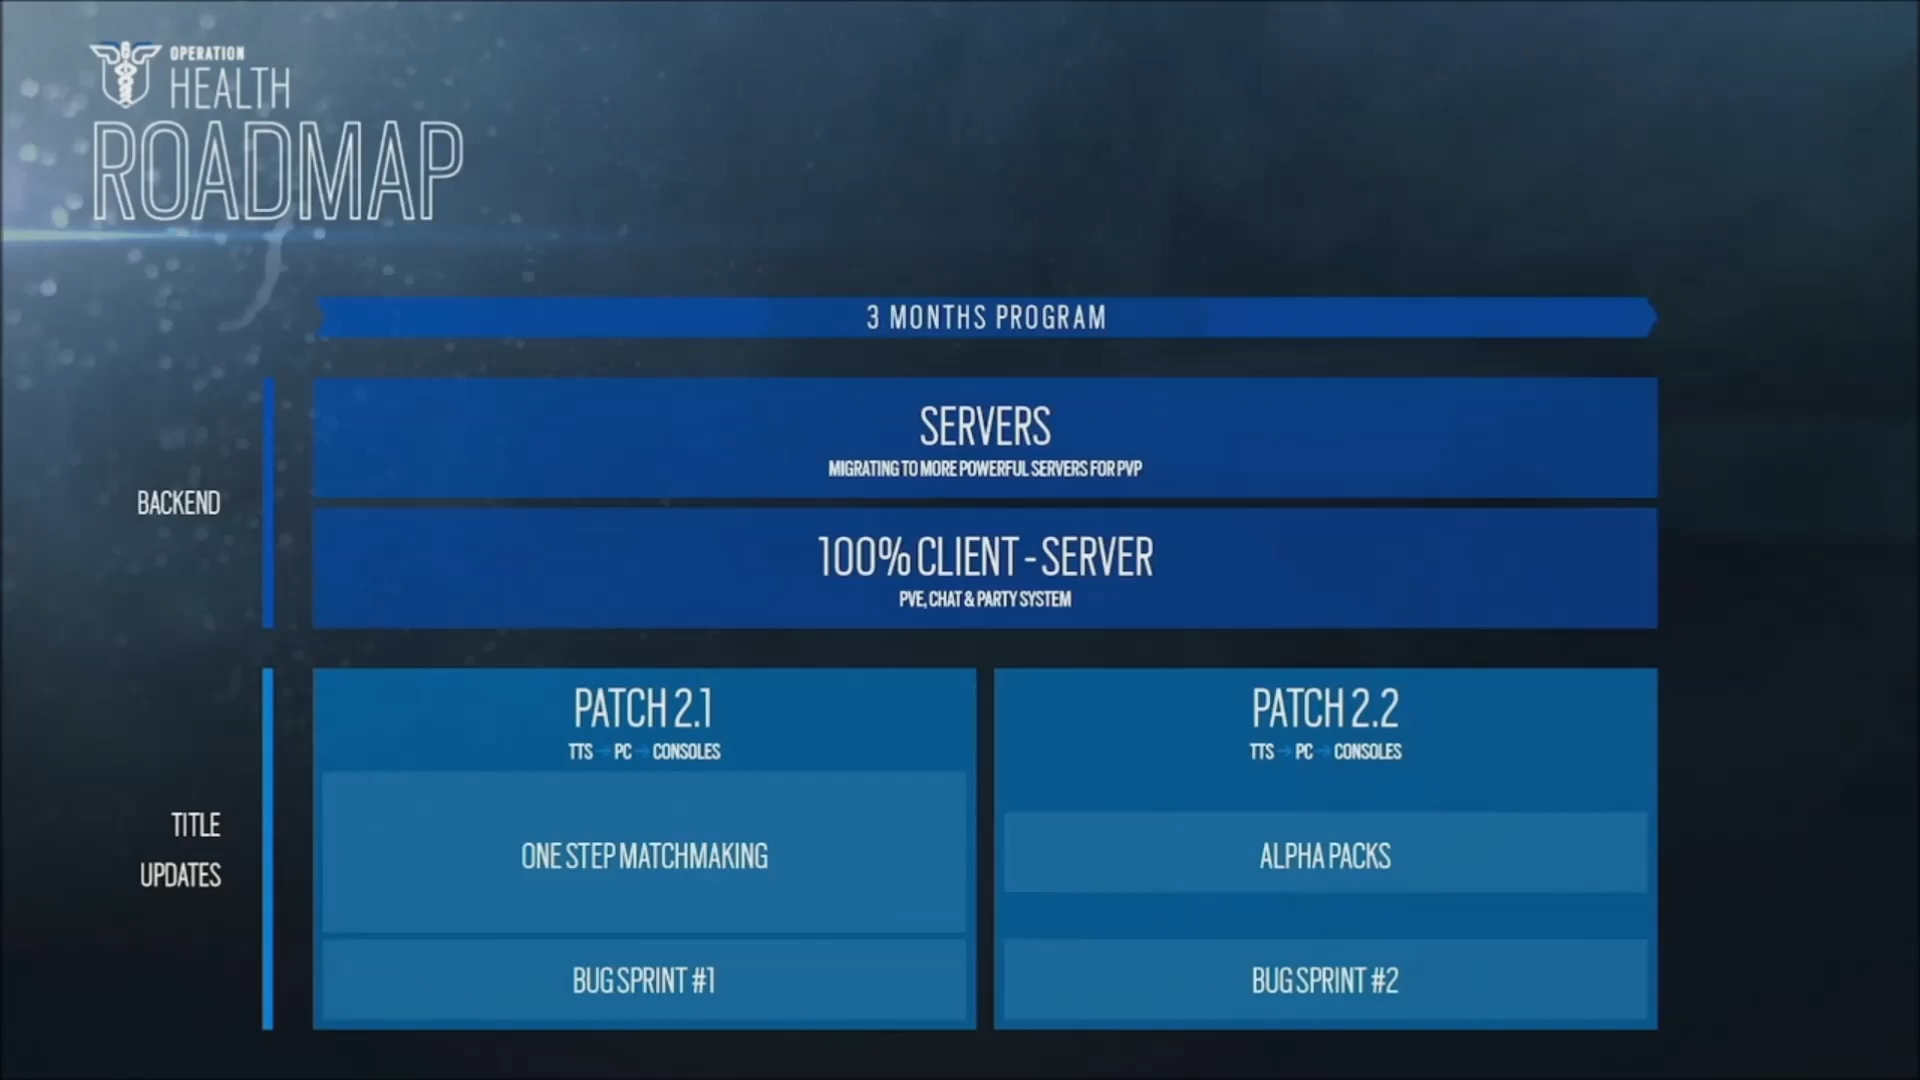 OPERATION
HEALTH
ROADMAP
3 MONTHS PROGRAM
BACKEND
SERVERS
MIGRATING TO MORE POWERFUL SERVERS FOR PVP
100% CLIENT - SERVER
PVE, CHAT & PARTY SYSTEM
TITLE
UPDATES
PATCH 2.1
TTS → PC → CONSOLES
ONE STEP MATCHMAKING
BUG SPRINT #1
PATCH 2.2
TTS → PC → CONSOLES
ALPHA PACKS
BUG SPRINT #2